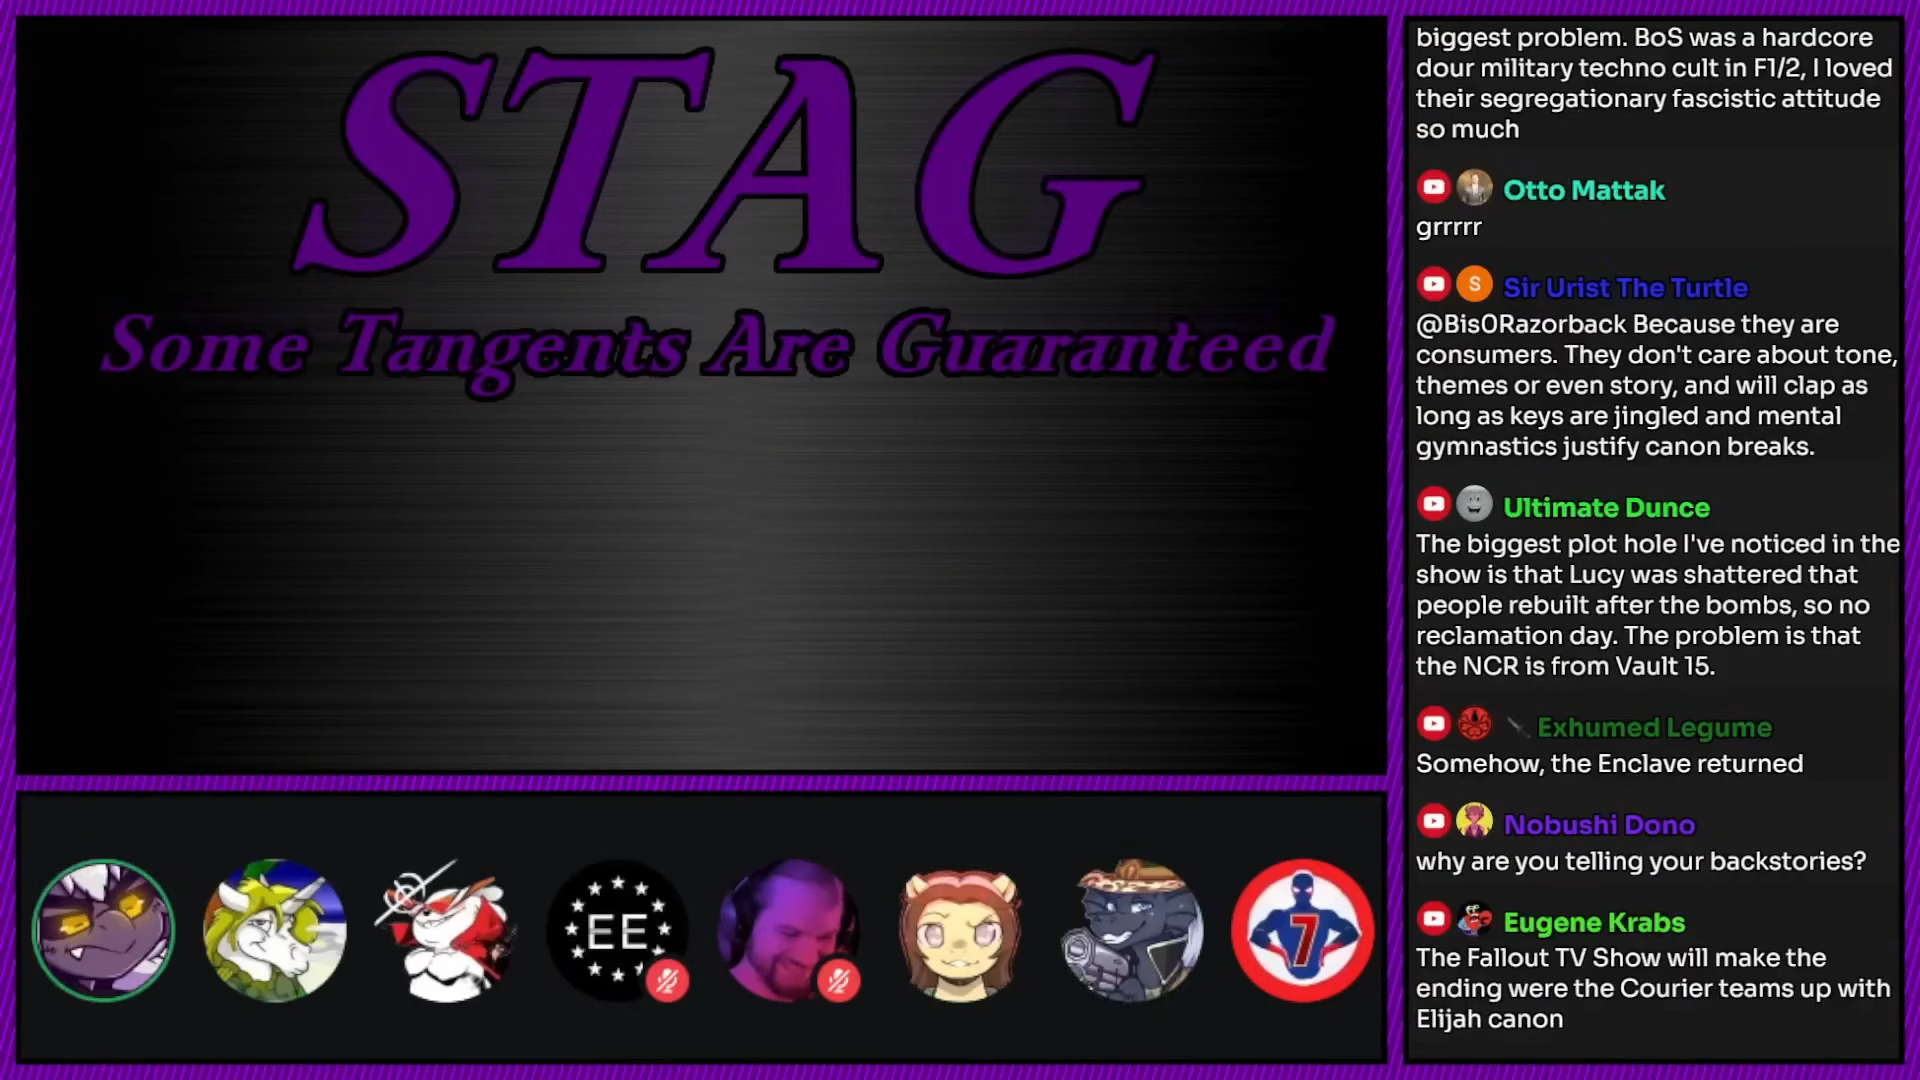 STAG
Some Tangents Are Guaranteed
EE
7
biggest problem. BoS was a hardcore
dour military techno cult in F1/2, I loved
their segregationary fascistic attitude
so much
Otto Mattak
grrrrr
S
Sir Urist The Turtle
@Bis0Razorback Because they are
consumers. They don't care about tone,
themes or even story, and will clap as
long as keys are jingled and mental
gymnastics justify canon breaks.
Ultimate Dunce
The biggest plot hole I've noticed in the
show is that Lucy was shattered that
people rebuilt after the bombs, so no
reclamation day. The problem is that
the NCR is from Vault 15.
Exhumed Legume
Somehow, the Enclave returned
Nobushi Dono
why are you telling your backstories?
Eugene Krabs
The Fallout TV Show will make the
ending were the Courier teams up with
Elijah canon